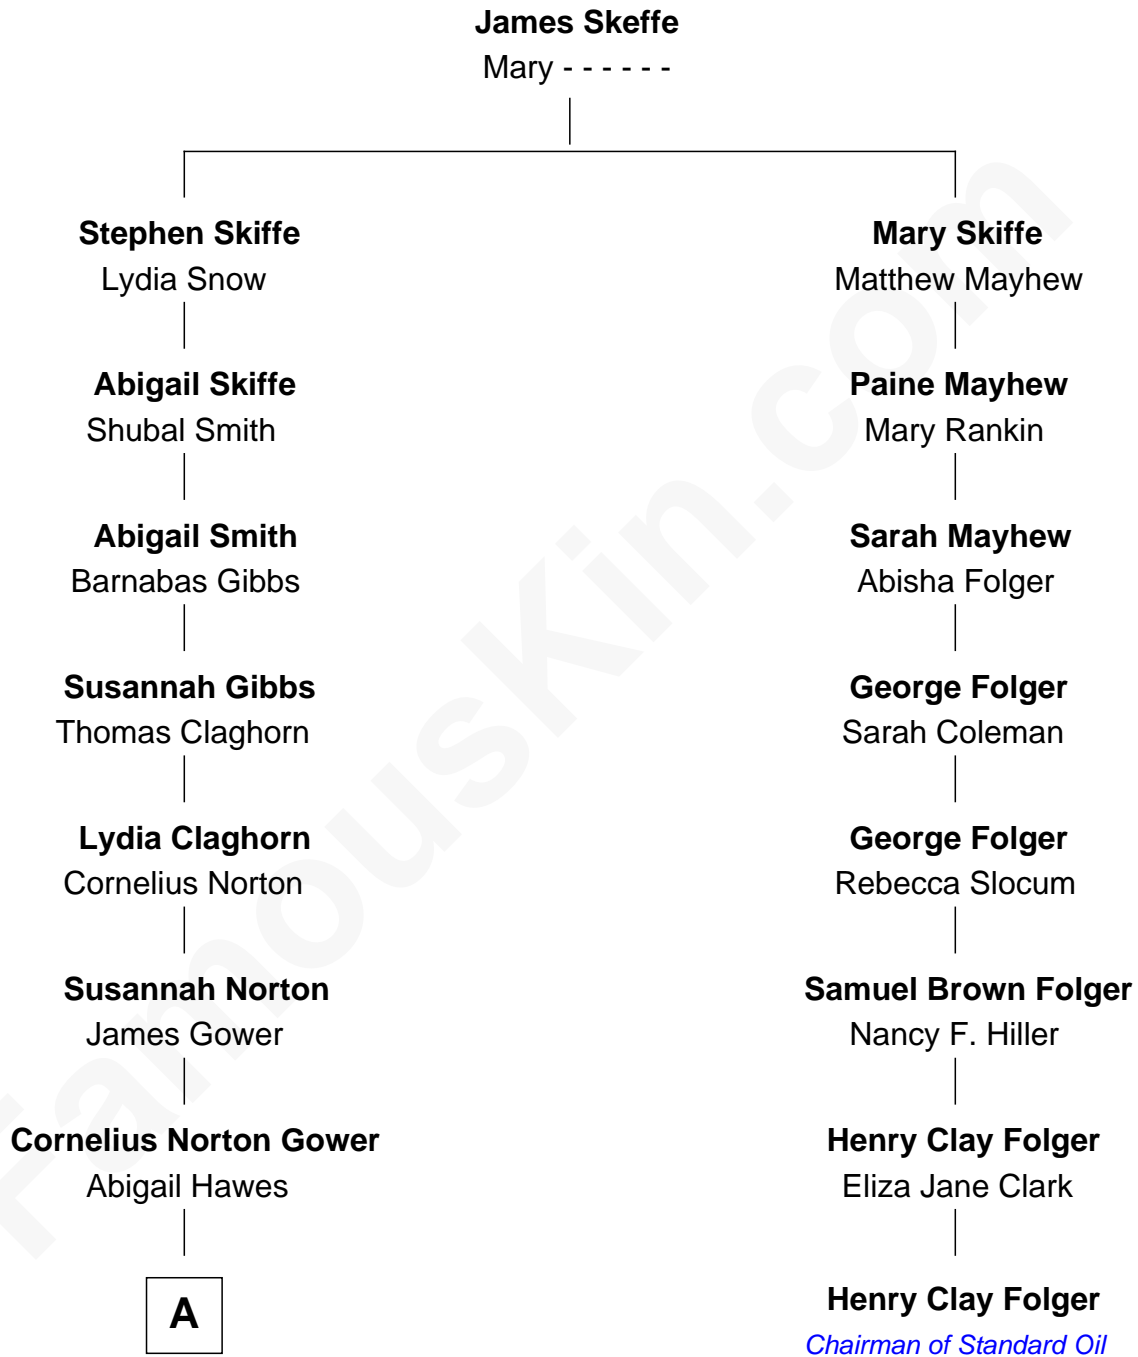 James Skeffe
Mary - - - - - -
Stephen Skiffe
Lydia Snow
Mary Skiffe
Matthew Mayhew
Abigail Skiffe
Shubal Smith
Paine Mayhew
Mary Rankin
Abigail Smith
Barnabas Gibbs
Sarah Mayhew
Abisha Folger
Susannah Gibbs
Thomas Claghorn
George Folger
Sarah Coleman
Lydia Claghorn
Cornelius Norton
George Folger
Rebecca Slocum
Susannah Norton
James Gower
Samuel Brown Folger
Nancy F. Hiller
Cornelius Norton Gower
Abigail Hawes
Henry Clay Folger
Eliza Jane Clark
A
Henry Clay Folger
Chairman of Standard Oil
FamousKin.com